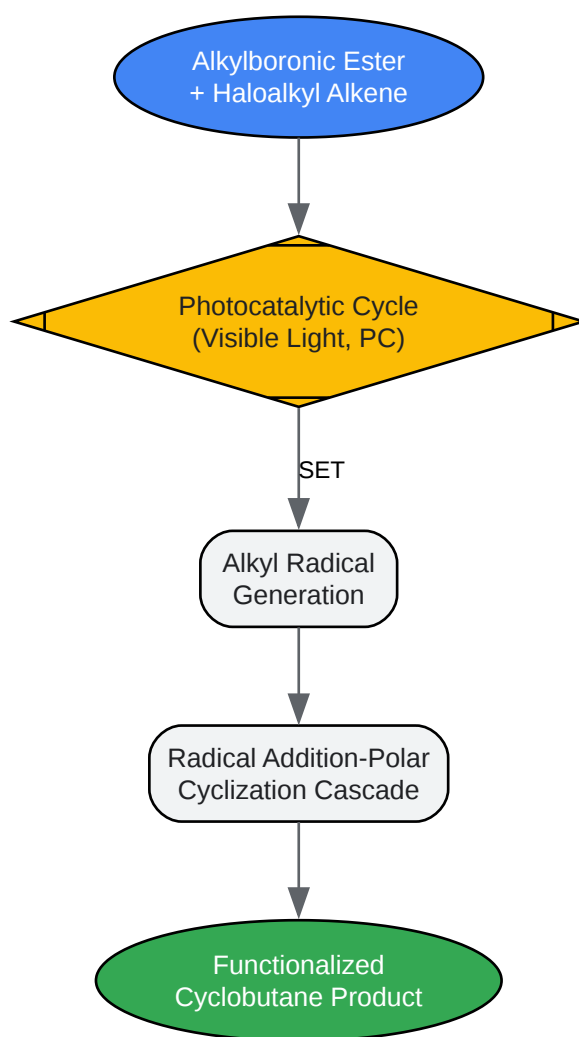 Alkylboronic Ester
+ Haloalkyl Alkene
Photocatalytic Cycle
(Visible Light, PC)
SET
Alkyl Radical
Generation
Radical Addition-Polar
Cyclization Cascade
Functionalized
Cyclobutane Product